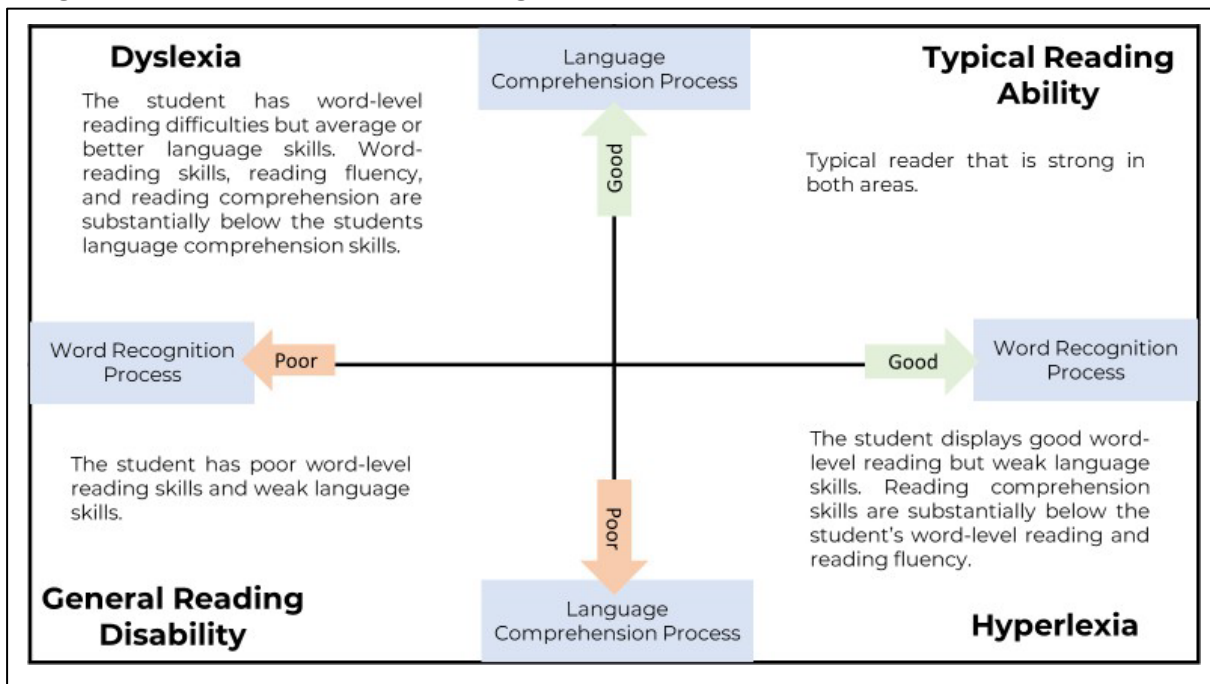 Dyslexia
The student has word-level
reading difficulties but average or
better language skills. Word-
reading skills, reading fluency,
and reading comprehension are
substantially below the students
language comprehension skills.
Language
Comprehension Process
Good
Typical Reading
Ability
Typical reader that is strong in
both areas.
Word Recognition
Process
Poor
Good
Word Recognition
Process
The student has poor word-level
reading skills and weak language
skills.
General Reading
Disability
Poor
Language
Comprehension Process
The student displays good word-
level reading but weak language
skills. Reading comprehension
skills are substantially below the
student’s word-level reading and
reading fluency.
Hyperlexia